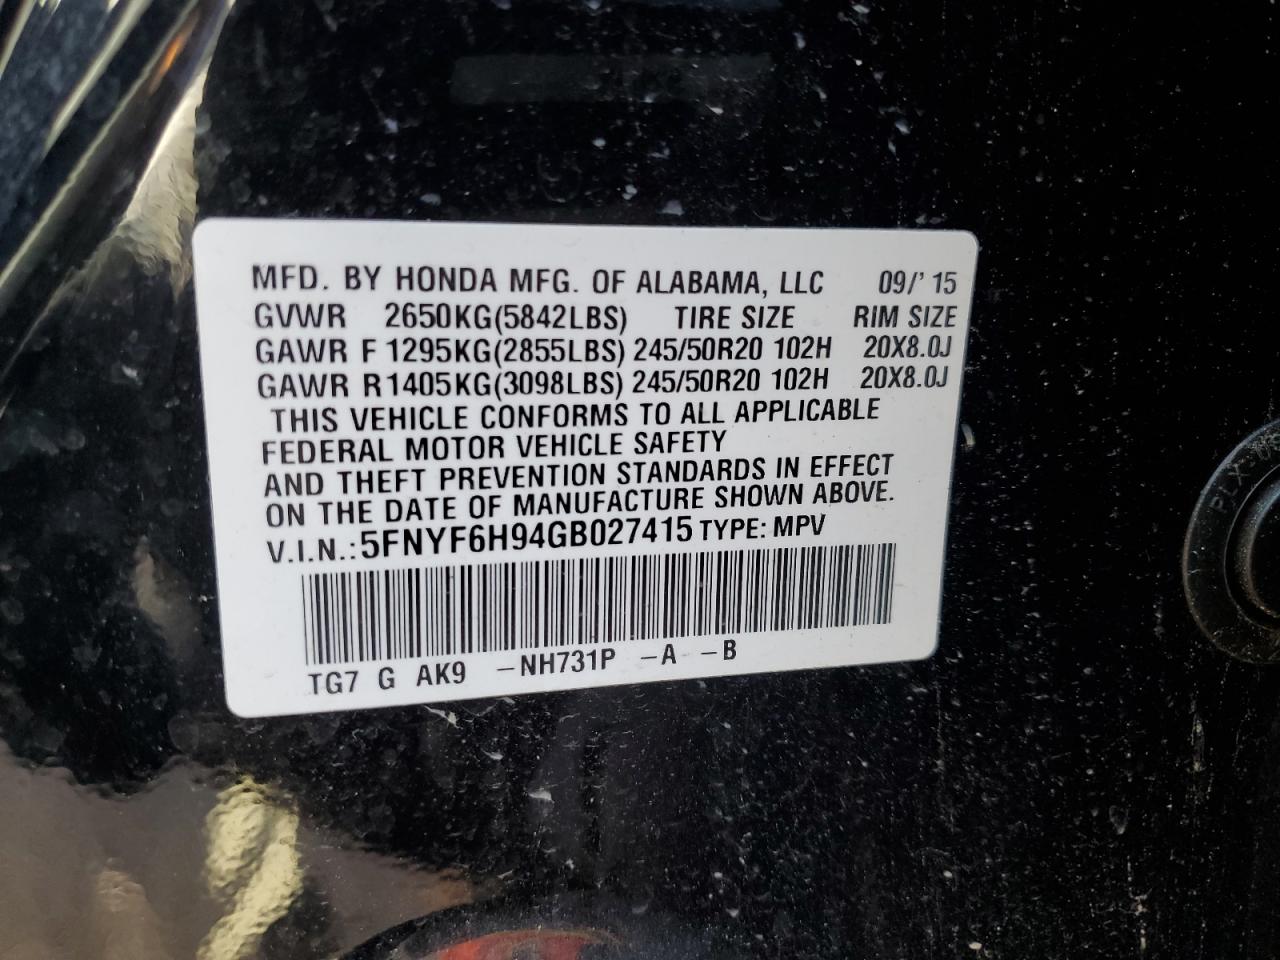 MFD. BY HONDA MFG. OF ALABAMA, LLC 09/'15
GVWR 2650KG(5842LBS) TIRE SIZE RIM SIZE
GAWR F 1295KG(2855LBS) 245/50R20 102H 20X8.0J
GAWR R 1405KG(3098LBS) 245/50R20 102H 20X8.0J
THIS VEHICLE CONFORMS TO ALL APPLICABLE
FEDERAL MOTOR VEHICLE SAFETY
AND THEFT PREVENTION STANDARDS IN EFFECT
ON THE DATE OF MANUFACTURE SHOWN ABOVE.
V.I.N.:5FNYF6H94GB027415 TYPE: MPV
TG7 G AK9 -NH731P -A -B